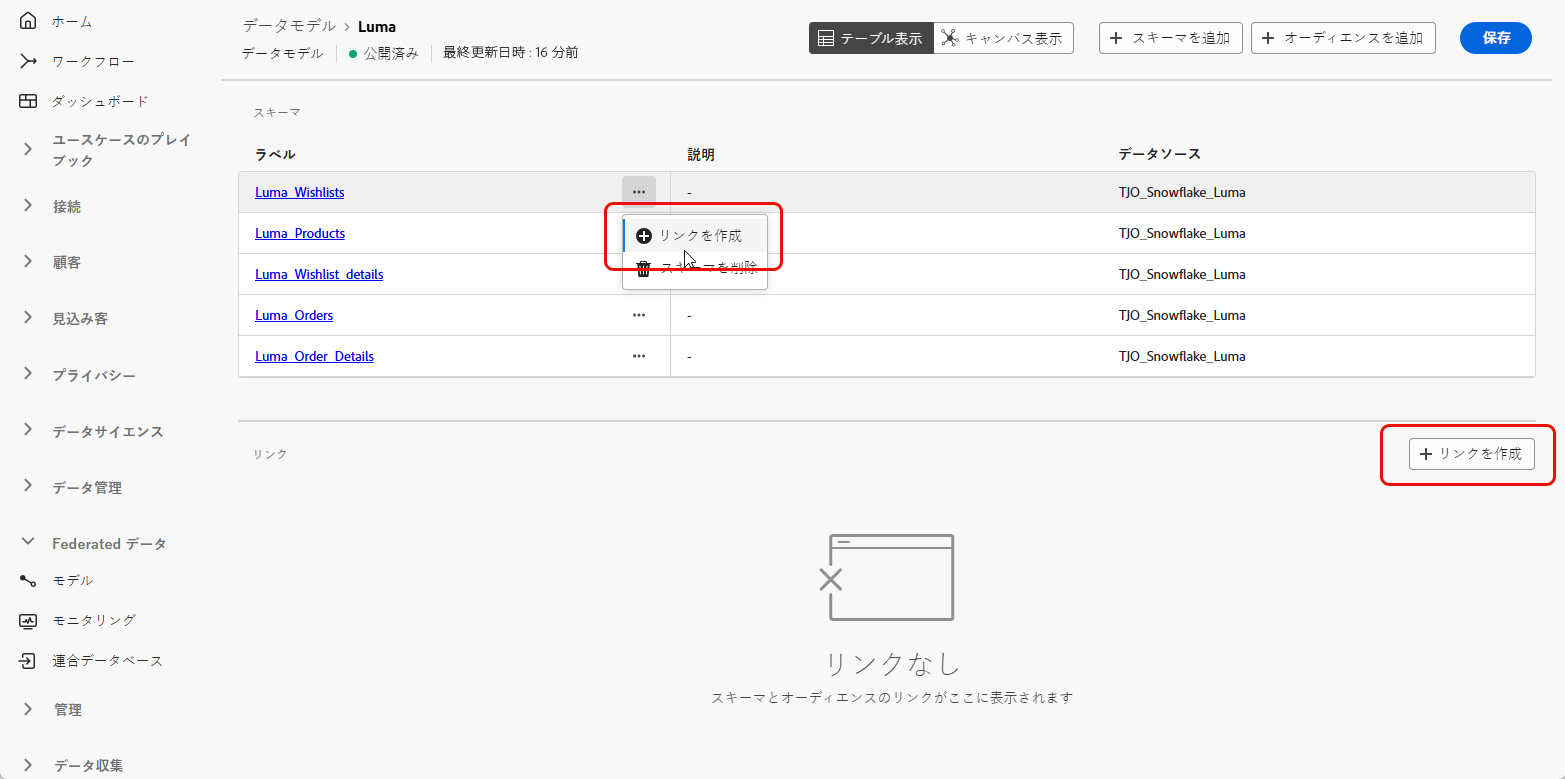 ホーム
ワークフロー
ダッシュボード
ユースケースのプレイ
ブック
接続
顧客
見込み客
プライバシー
データサイエンス
データ管理
Federated データ
モデル
モニタリング
連合データベース
管理
データ収集
データモデル > Luma
データモデル 公開済み 最終更新日時 : 16 分前
テーブル表示 キャンバス表示 + スキーマを追加 + オーディエンスを追加 保存
スキーマ
ラベル 説明 データソース
Luma_Wishlists ••• - TJO_Snowflake_Luma
Luma_Products TJO_Snowflake_Luma
リンクを作成
スキーマを削除
Luma_Wishlist_details TJO_Snowflake_Luma
Luma_Orders ••• - TJO_Snowflake_Luma
Luma_Order_Details ••• - TJO_Snowflake_Luma
リンク + リンクを作成
リンクなし
スキーマとオーディエンスのリンクがここに表示されます